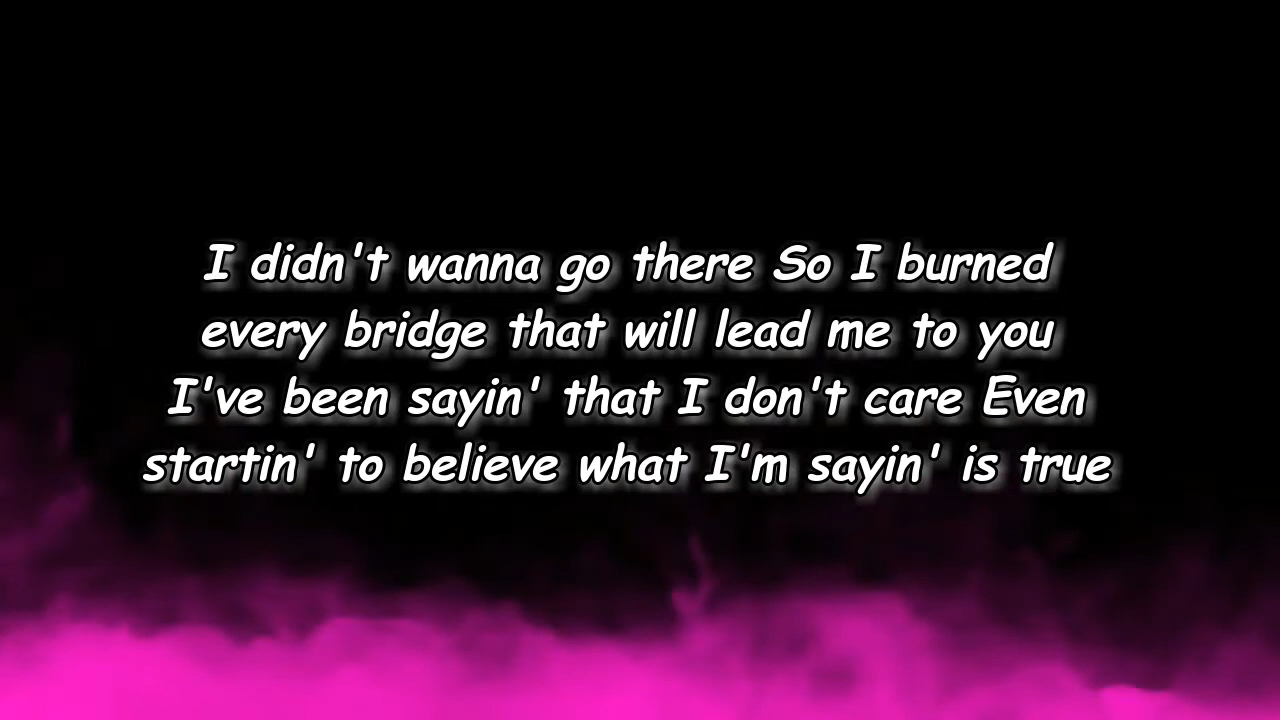 I didn't wanna go there So I burned
every bridge that will lead me to you
I've been sayin' that I don't care Even
startin' to believe what I'm sayin' is true